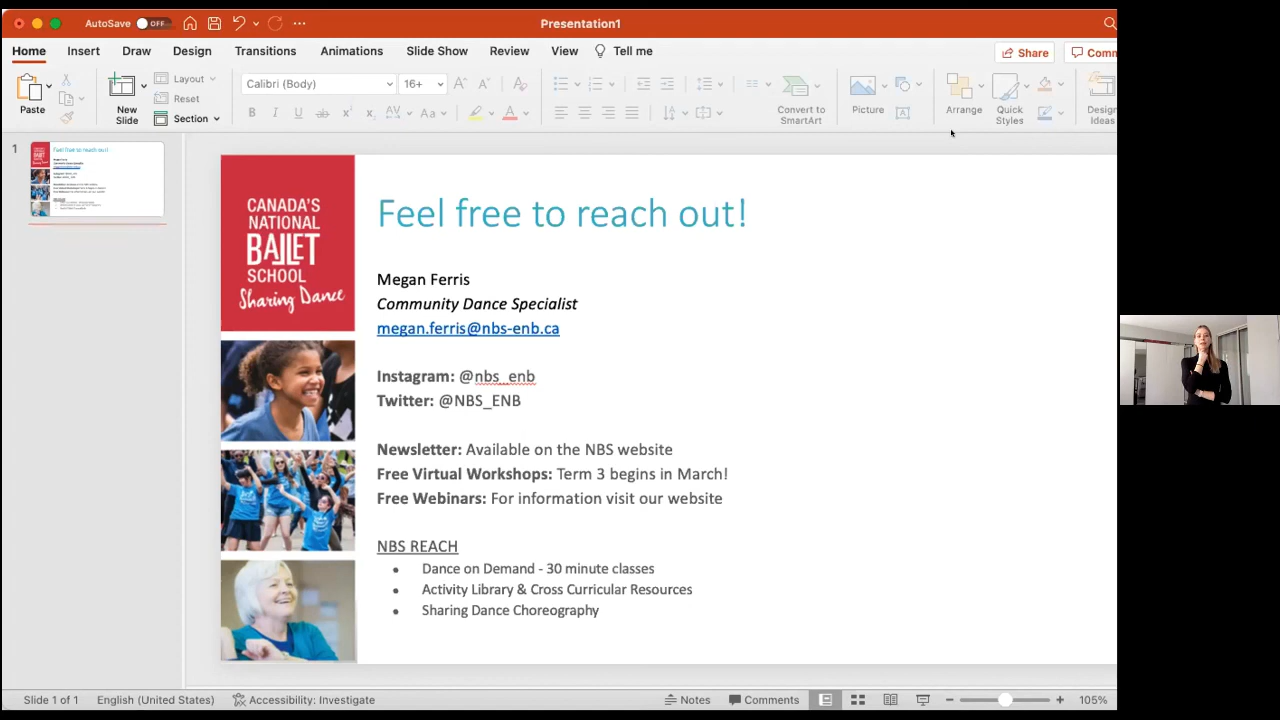 AutoSave OFF
Presentation1
Home Insert Draw Design Transitions Animations Slide Show Review View Tell me
Share
Comm
Paste
New Slide
Layout
Reset
Section
Calibri (Body)
16+
Convert to SmartArt
Picture
Arrange
Quick Styles
Design Ideas
1
CANADA'S
NATIONAL
BALLET
SCHOOL
Sharing Dance
Feel free to reach out!
Megan Ferris
Community Dance Specialist
megan.ferris@nbs-enb.ca
Instagram: @nbs_enb
Twitter: @NBS_ENB
Newsletter: Available on the NBS website
Free Virtual Workshops: Term 3 begins in March!
Free Webinars: For information visit our website
NBS REACH
• Dance on Demand - 30 minute classes
• Activity Library & Cross Curricular Resources
• Sharing Dance Choreography
Slide 1 of 1 English (United States) Accessibility: Investigate Notes Comments 105%